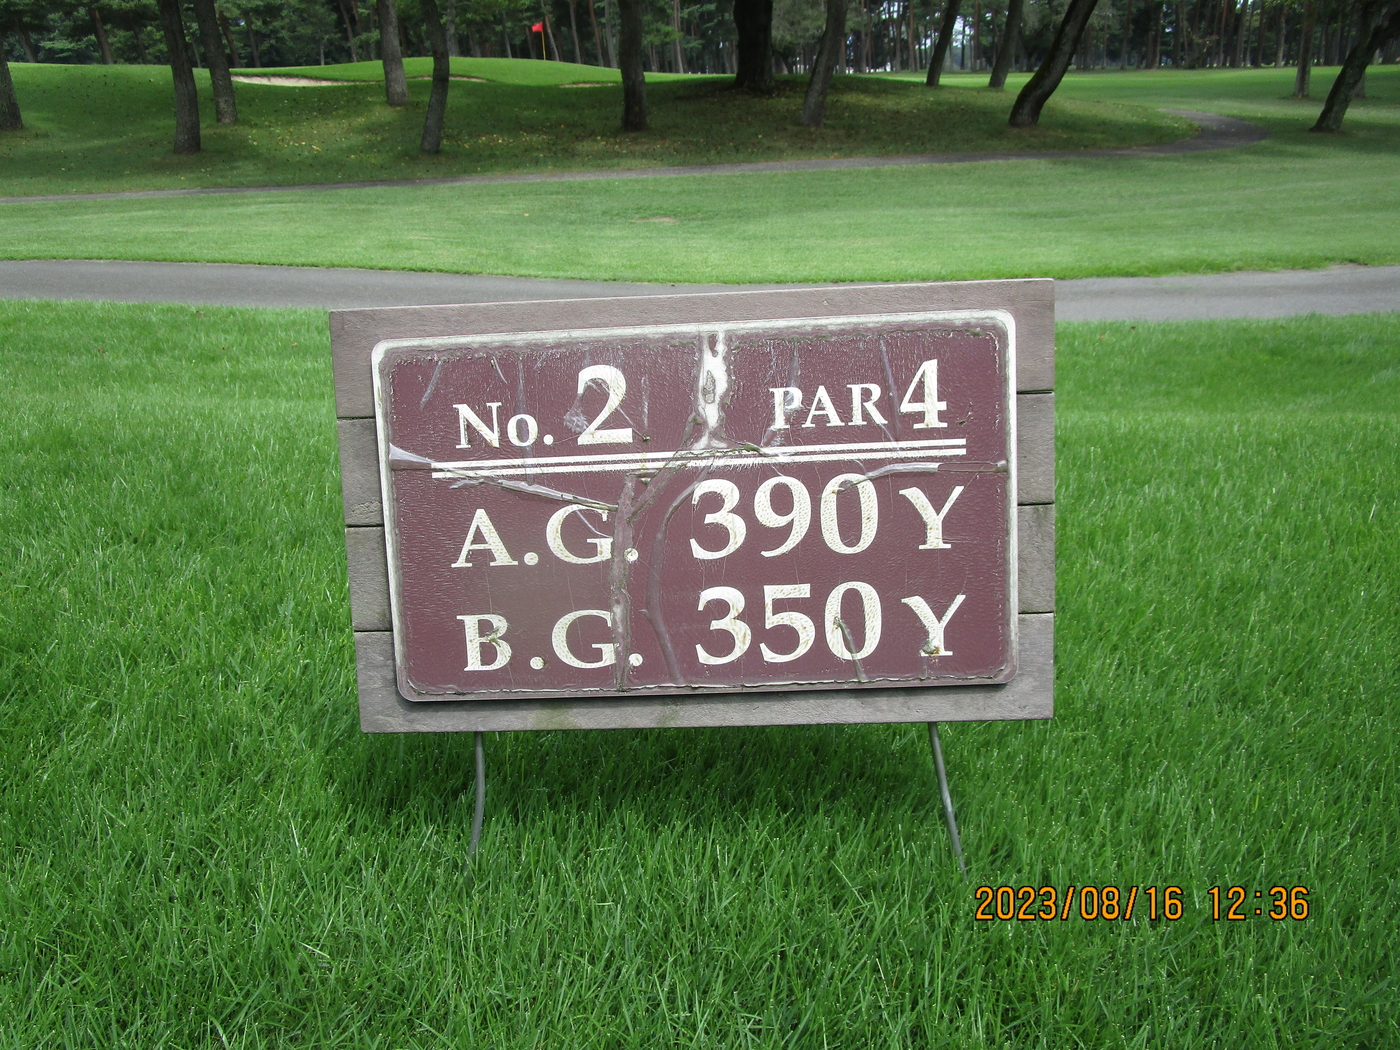 No. 2 PAR 4
A.G. 390 Y
B.G. 350 Y
2023/08/16 12:36